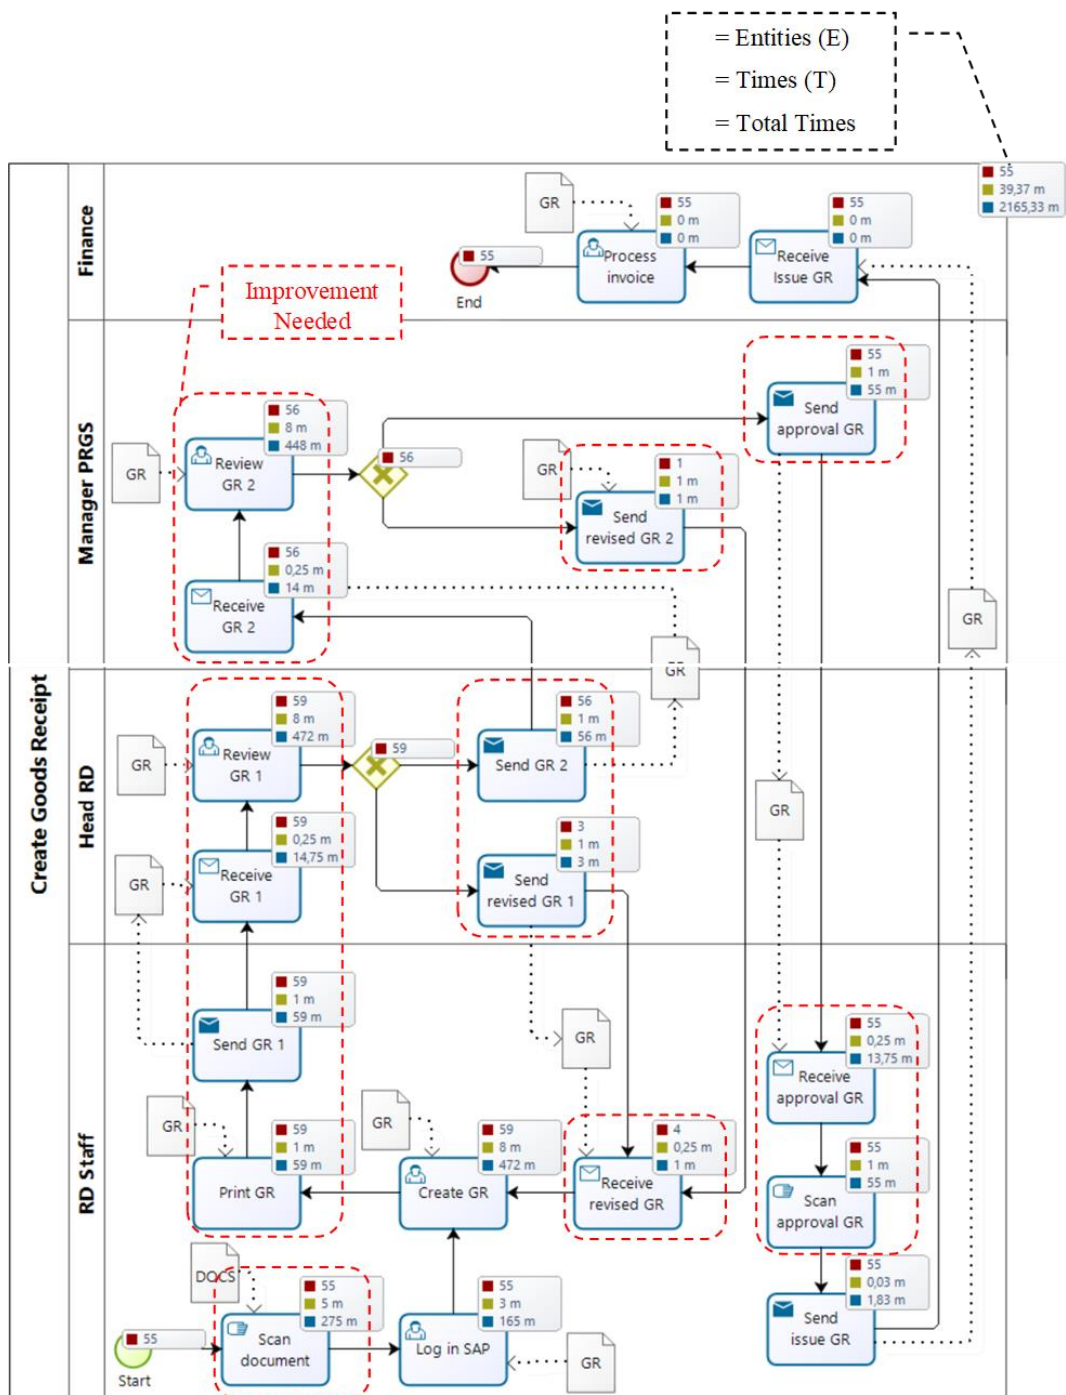 = Entities (E)
= Times (T)
= Total Times
55
39,37 m
2165,33 m
Create Goods Receipt
Finance
GR
55
0 m
0 m
Process
invoice
55
0 m
0 m
Receive
Issue GR
55
End
Improvement
Needed
Manager PRGS
55
1 m
55 m
Send
approval GR
56
8 m
448 m
Review
GR 2
GR
56
GR
1
1 m
1 m
Send
revised GR 2
56
0,25 m
14 m
Receive
GR 2
GR
GR
Head RD
59
8 m
472 m
Review
GR 1
GR
59
56
1 m
56 m
Send GR 2
59
0,25 m
14,75 m
Receive
GR 1
GR
3
1 m
3 m
Send
revised GR 1
GR
RD Staff
59
1 m
59 m
Send GR 1
GR
55
0,25 m
13,75 m
Receive
approval GR
GR
59
1 m
59 m
Print GR
GR
59
8 m
472 m
Create GR
4
0,25 m
1 m
Receive
revised GR
55
1 m
55 m
Scan
approval GR
DOCS
55
5 m
275 m
Scan
document
55
3 m
165 m
Log in SAP
GR
55
0,03 m
1,83 m
Send
issue GR
55
Start